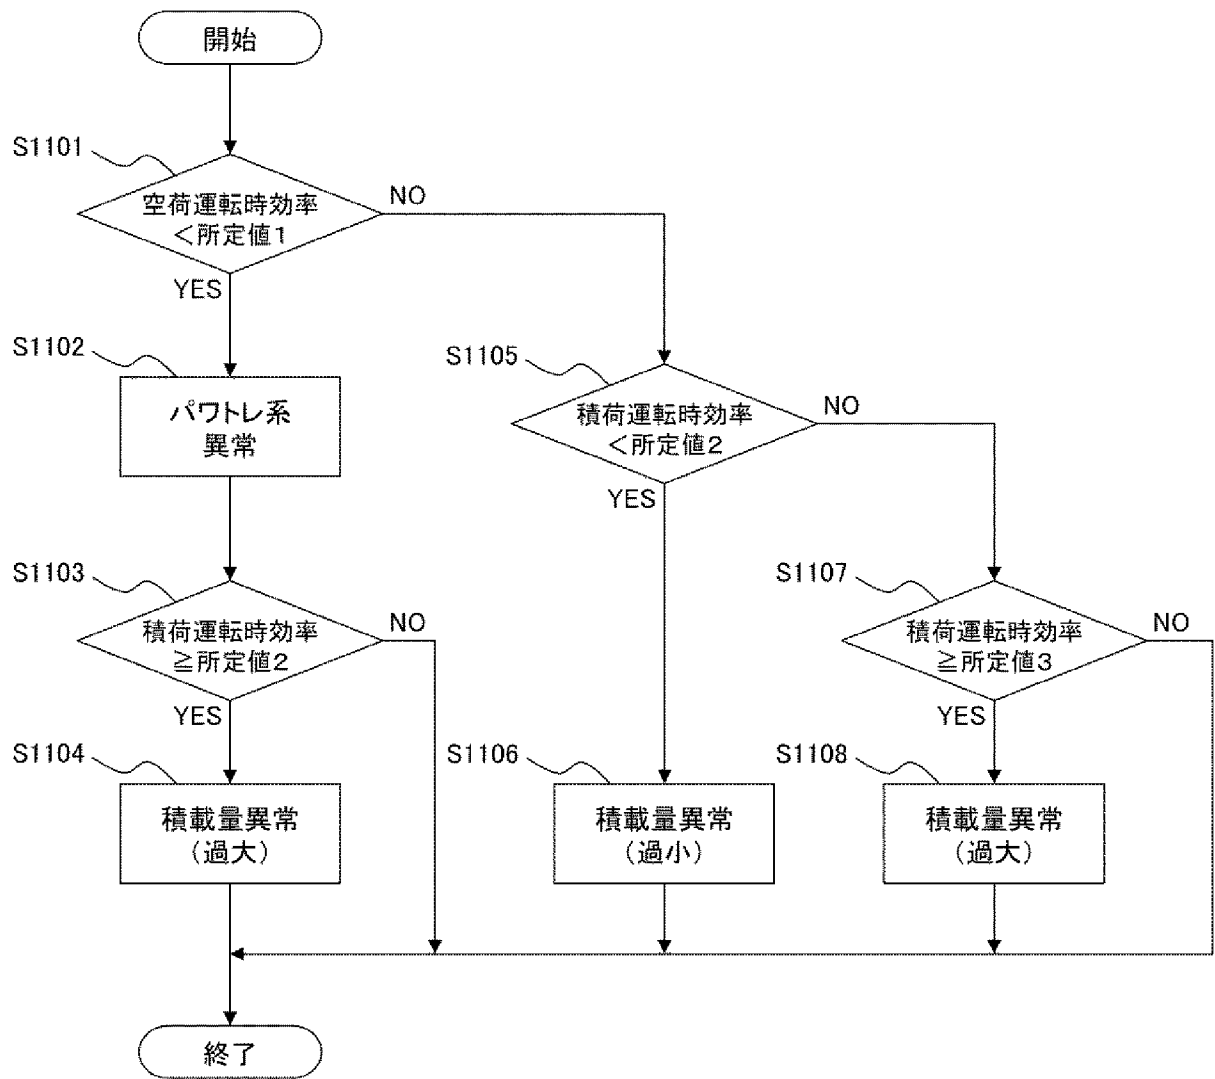 開始
S1101
空荷運転時効率
＜所定値１
NO
YES
S1102
パワトレ系
異常
S1105
積荷運転時効率
＜所定値２
NO
YES
S1103
積荷運転時効率
≧所定値２
NO
YES
S1107
積荷運転時効率
≧所定値３
NO
YES
S1104
積載量異常
（過大）
S1106
積載量異常
（過小）
S1108
積載量異常
（過大）
終了